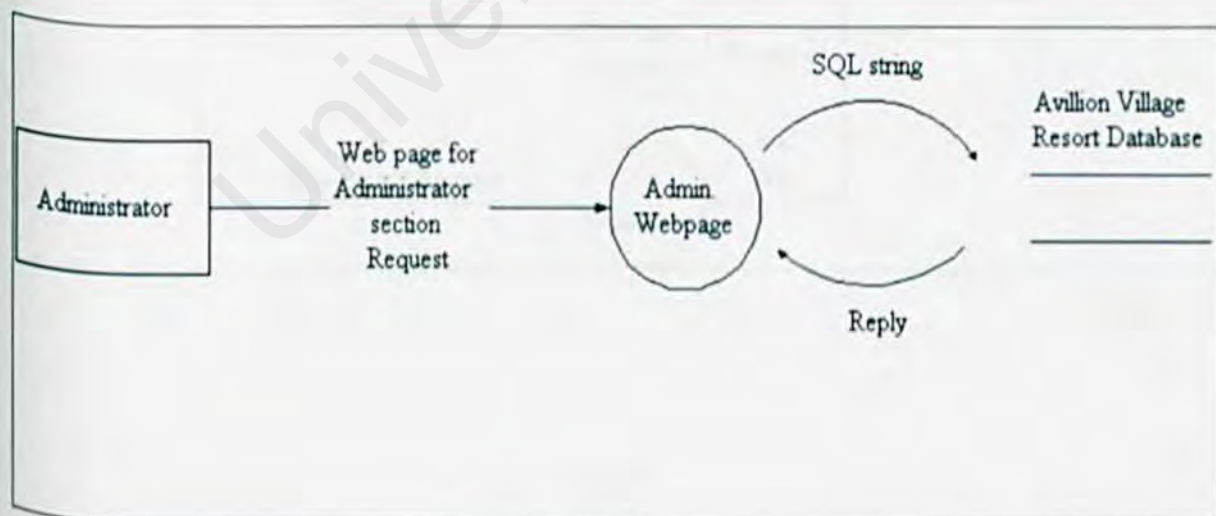 SQL string
Avillion Village
Resort Database
Administrator
Web page for
Administrator
section
Request
Admin.
Webpage
Reply